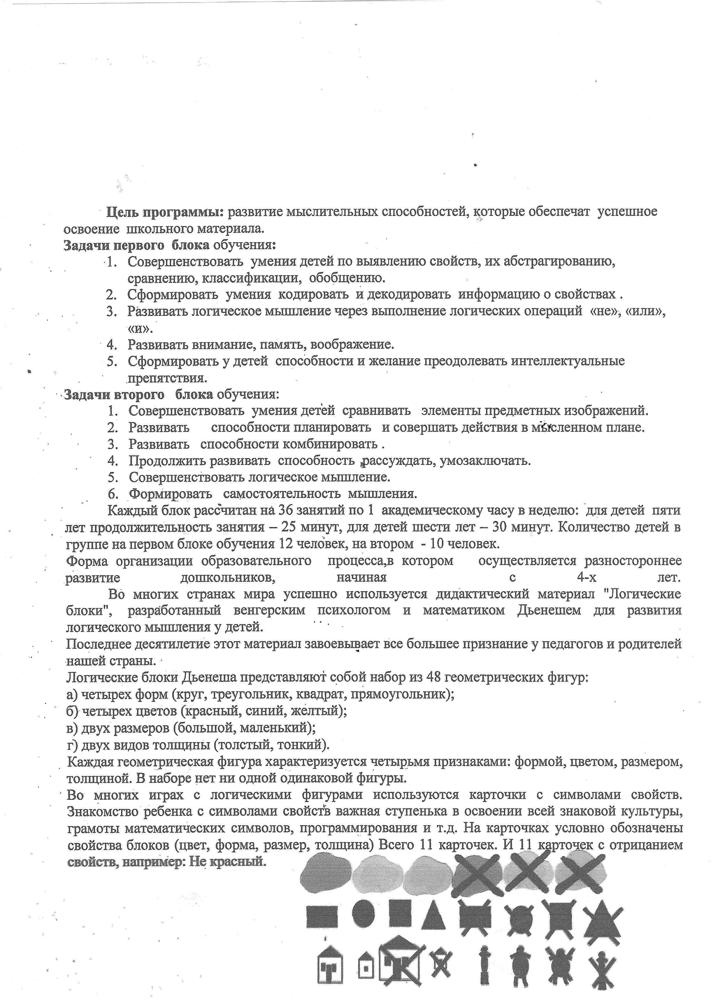 Цель программы: развитие мыслительных способностей, которые обеспечат успешное
освоение школьного материала.
Задачи первого блока обучения:
1. Совершенствовать умения детей по выявлению свойств, их абстрагированию,
сравнению, классификации, обобщению.
2. Сформировать умения кодировать и декодировать информацию о свойствах .
3. Развивать логическое мышление через выполнение логических операций «не», «или»,
«и».
4. Развивать внимание, память, воображение.
5. Сформировать у детей способности и желание преодолевать интеллектуальные
препятствия.
Задачи второго блока обучения:
1. Совершенствовать умения детей сравнивать элементы предметных изображений.
2. Развивать способности планировать и совершать действия в мысленном плане.
3. Развивать способности комбинировать .
4. Продолжить развивать способность рассуждать, умозаключать.
5. Совершенствовать логическое мышление.
6. Формировать самостоятельность мышления.
Каждый блок рассчитан на 36 занятий по 1 академическому часу в неделю: для детей пяти
лет продолжительность занятия – 25 минут, для детей шести лет – 30 минут. Количество детей в
группе на первом блоке обучения 12 человек, на втором - 10 человек.
Форма организации образовательного процесса,в котором осуществляется разностороннее
развитие дошкольников, начиная с 4-х лет.
Во многих странах мира успешно используется дидактический материал "Логические
блоки", разработанный венгерским психологом и математиком Дьенешем для развития
логического мышления у детей.
Последнее десятилетие этот материал завоевывает все большее признание у педагогов и родителей
нашей страны.
Логические блоки Дьенеша представляют собой набор из 48 геометрических фигур:
а) четырех форм (круг, треугольник, квадрат, прямоугольник);
б) четырех цветов (красный, синий, желтый);
в) двух размеров (большой, маленький);
г) двух видов толщины (толстый, тонкий).
Каждая геометрическая фигура характеризуется четырьмя признаками: формой, цветом, размером,
толщиной. В наборе нет ни одной одинаковой фигуры.
Во многих играх с логическими фигурами используются карточки с символами свойств.
Знакомство ребенка с символами свойств важная ступенька в освоении всей знаковой культуры,
грамоты математических символов, программирования и т.д. На карточках условно обозначены
свойства блоков (цвет, форма, размер, толщина) Всего 11 карточек. И 11 карточек с отрицанием
свойств, например: Не красный.